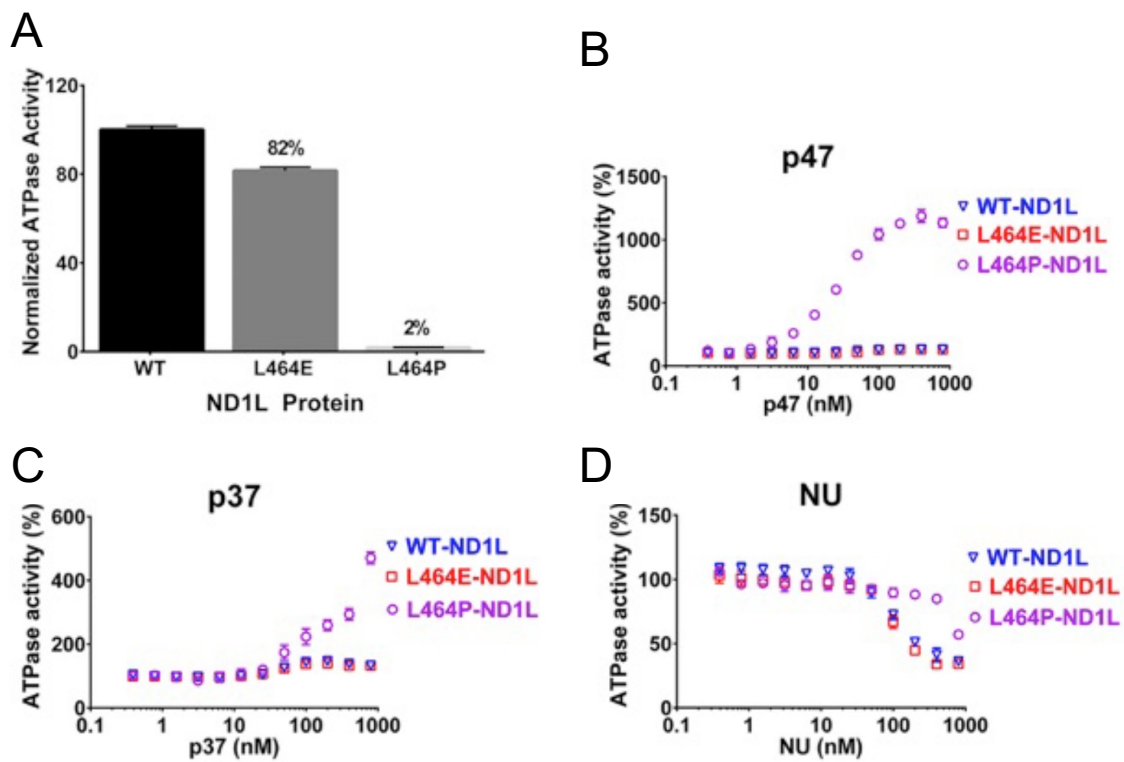 A
Normalized ATPase Activity
120
80
40
0
82%
2%
WT
L464E
L464P
ND1L Protein
B
p47
ATPase activity (%)
1500
1000
500
0
0.1
1
10
100
1000
p47 (nM)
WT-ND1L
L464E-ND1L
L464P-ND1L
C
p37
ATPase activity (%)
600
400
200
0
0.1
1
10
100
1000
p37 (nM)
WT-ND1L
L464E-ND1L
L464P-ND1L
D
NU
ATPase activity (%)
150
100
50
0
0.1
1
10
100
1000
NU (nM)
WT-ND1L
L464E-ND1L
L464P-ND1L